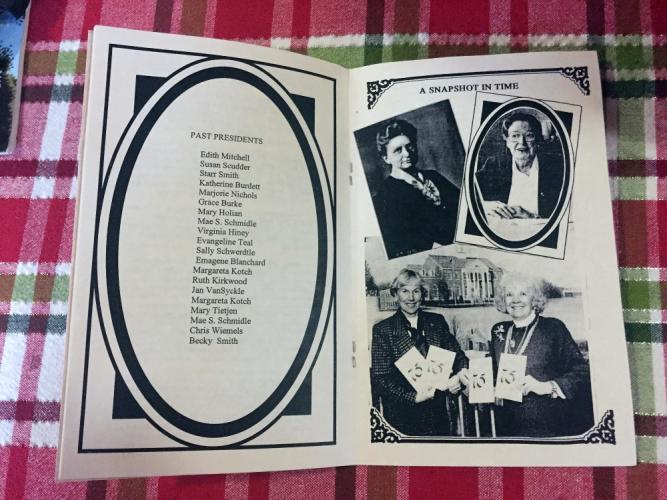 PAST PRESIDENTS
Edith Mitchell
Susan Scudder
Starr Smith
Katherine Burdett
Marjorie Nichols
Grace Burke
Mary Holian
Mae S. Schmidle
Virginia Hiney
Evangeline Teal
Sally Schwerdtle
Emagene Blanchard
Margareta Kotch
Ruth Kirkwood
Jan VanSyckle
Margareta Kotch
Mary Tietjen
Mae S. Schmidle
Chris Wiemels
Becky Smith
A SNAPSHOT IN TIME
75 75 75 75